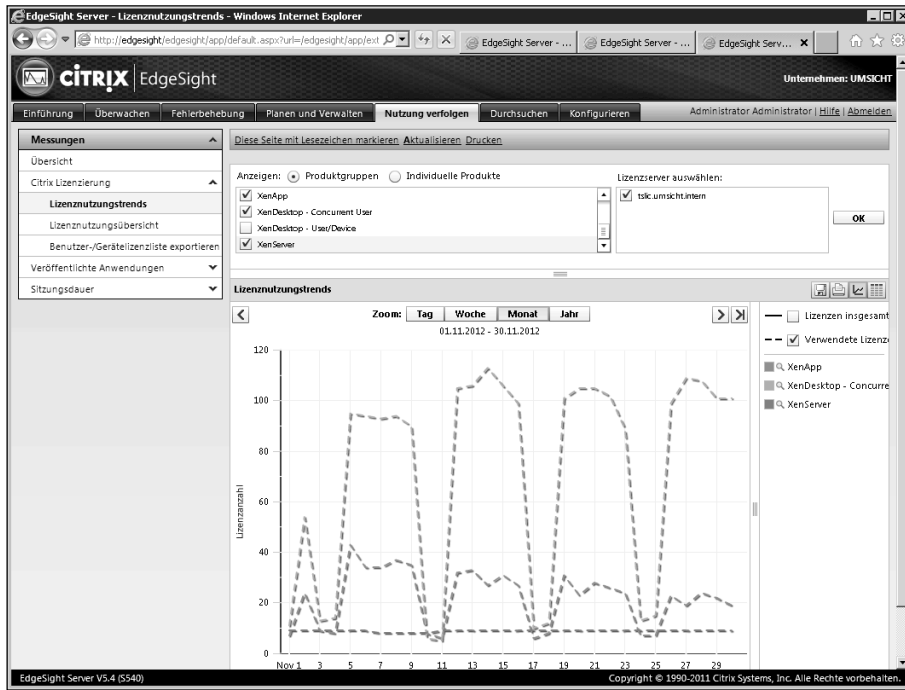 EdgeSight Server - Lizenznutzungstrends - Windows Internet Explorer
http://edgesight/edgesight/app/default.aspx?url=/edgesight/app/ext
EdgeSight Server - ...
EdgeSight Server - ...
EdgeSight Serv...
CITRIX EdgeSight
Unternehmen: UMSICHT
Einführung Überwachen Fehlerbehebung Planen und Verwalten Nutzung verfolgen Durchsuchen Konfigurieren
Administrator Administrator | Hilfe | Abmelden
Messungen
Übersicht
Citrix Lizenzierung
Lizenznutzungstrends
Lizenznutzungsübersicht
Benutzer-/Gerätelizenzliste exportieren
Veröffentlichte Anwendungen
Sitzungsdauer
Diese Seite mit Lesezeichen markieren Aktualisieren Drucken
Anzeigen: Produktgruppen Individuelle Produkte
XenApp
XenDesktop - Concurrent User
XenDesktop - User/Device
XenServer
Lizenzserver auswählen:
tslic.umsicht.intern
OK
Lizenznutzungstrends
Zoom: Tag Woche Monat Jahr
01.11.2012 - 30.11.2012
Lizenzen insgesamt
Verwendete Lizenze
XenApp
XenDesktop - Concurre
XenServer
120
100
80
60
40
20
0
Lizenzanzahl
Nov 1 3 5 7 9 11 13 15 17 19 21 23 25 27 29
EdgeSight Server V5.4 (S540)
Copyright © 1990-2011 Citrix Systems, Inc. Alle Rechte vorbehalten.